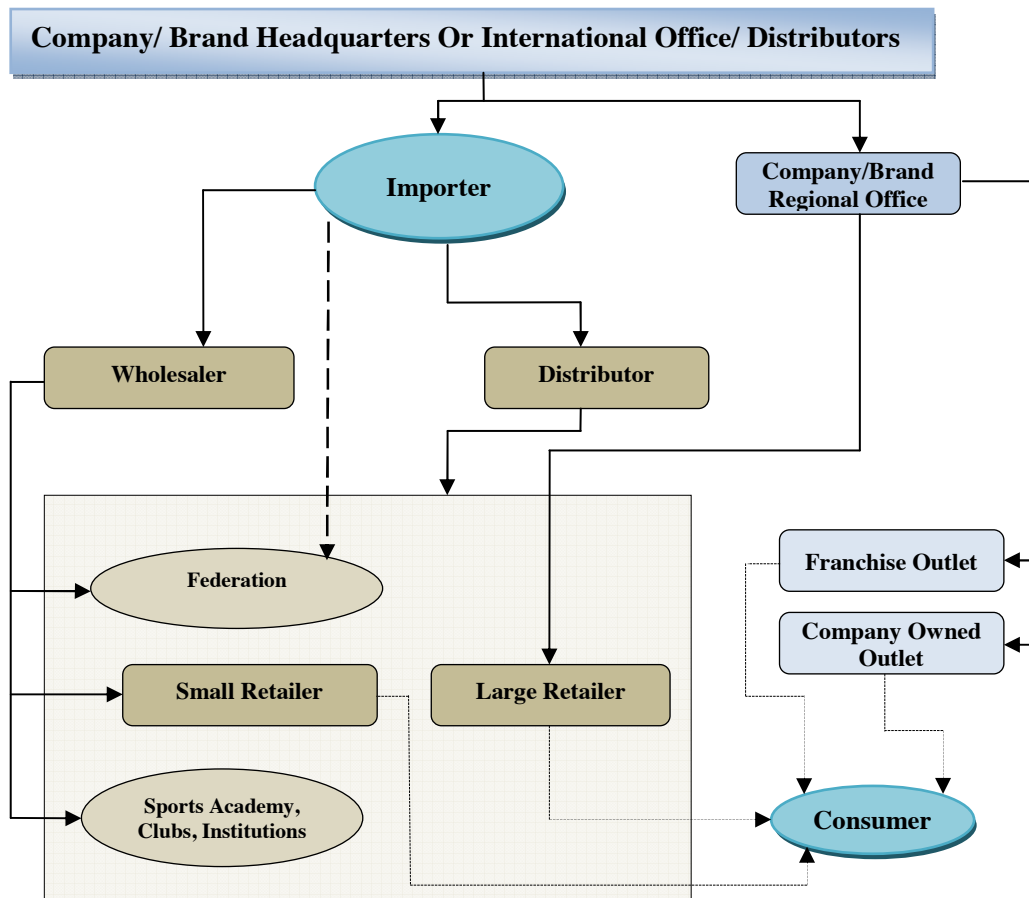 Company/ Brand Headquarters Or International Office/ Distributors
Importer
Company/Brand
Regional Office
Wholesaler
Distributor
Federation
Franchise Outlet
Company Owned
Outlet
Small Retailer
Large Retailer
Sports Academy,
Clubs, Institutions
Consumer